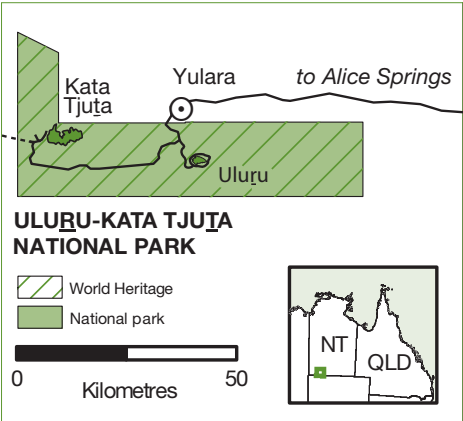 Kata
Tjuṯa
Yulara
to Alice Springs
Uluṟu
ULUṞU-KATA TJUṮA
NATIONAL PARK
World Heritage
National park
0
50
Kilometres
NT
QLD